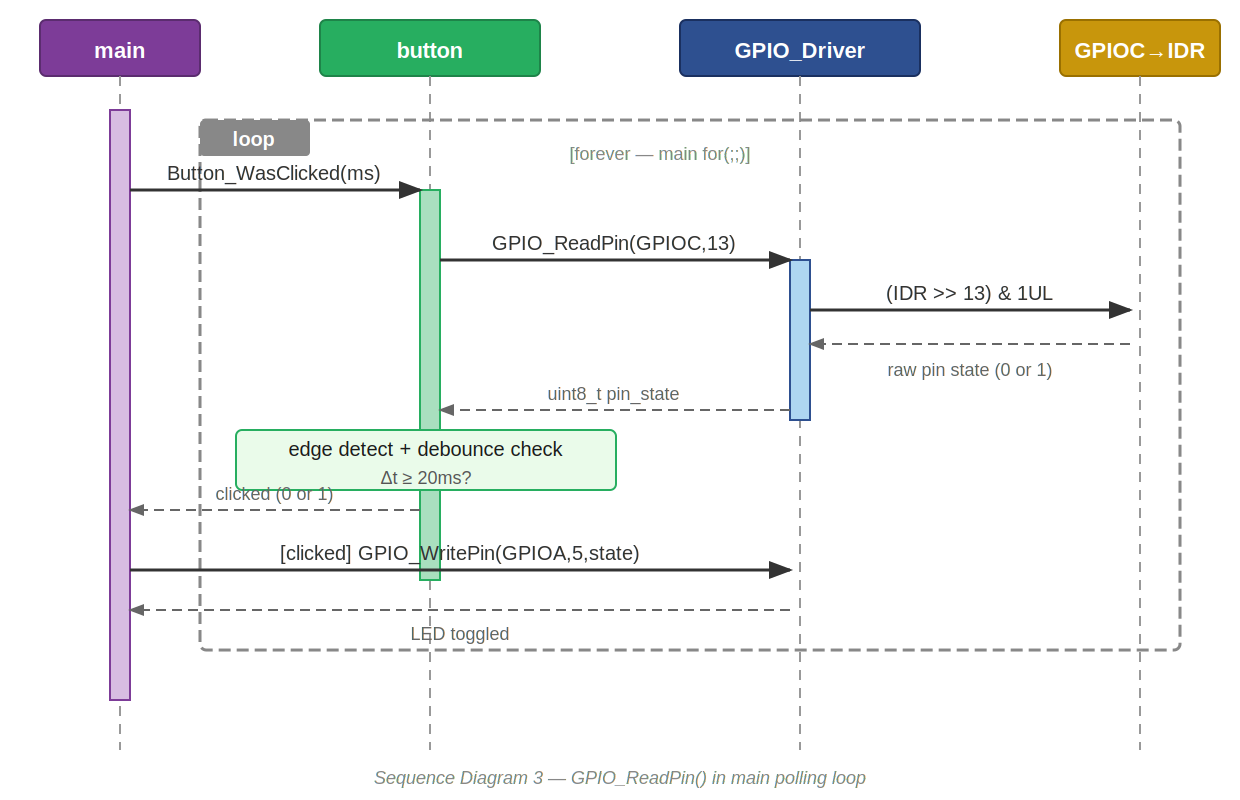 main
button
GPIO_Driver
GPIOC→IDR
loop
[forever — main for(;;)]
Button_WasClicked(ms)
GPIO_ReadPin(GPIOC,13)
(IDR >> 13) & 1UL
raw pin state (0 or 1)
uint8_t pin_state
edge detect + debounce check
Δt ≥ 20ms?
clicked (0 or 1)
[clicked] GPIO_WritePin(GPIOA,5,state)
LED toggled
Sequence Diagram 3 — GPIO_ReadPin() in main polling loop